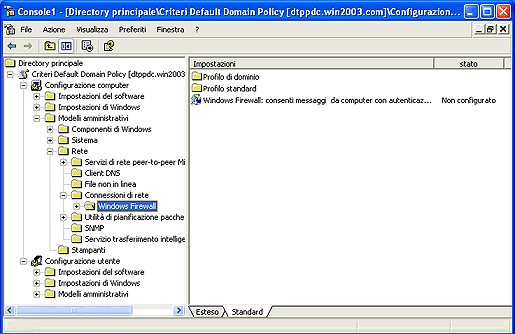 Console1 - [Directory principale\Criteri Default Domain Policy [dtppdc.win2003.com]\Configurazion...
File Azione Visualizza Preferiti Finestra ?
Directory principale
Criteri Default Domain Policy [dtppdc.win2003
Configurazione computer
Impostazioni del software
Impostazioni di Windows
Modelli amministrativi
Componenti di Windows
Sistema
Rete
Servizi di rete peer-to-peer Mi
Client DNS
File non in linea
Connessioni di rete
Windows Firewall
Utilità di pianificazione pacche
SNMP
Servizio trasferimento intellige
Stampanti
Configurazione utente
Impostazioni del software
Impostazioni di Windows
Modelli amministrativi
Impostazioni stato
Profilo di dominio
Profilo standard
Windows Firewall: consenti messaggi da computer con autenticaz... Non configurato
Esteso Standard